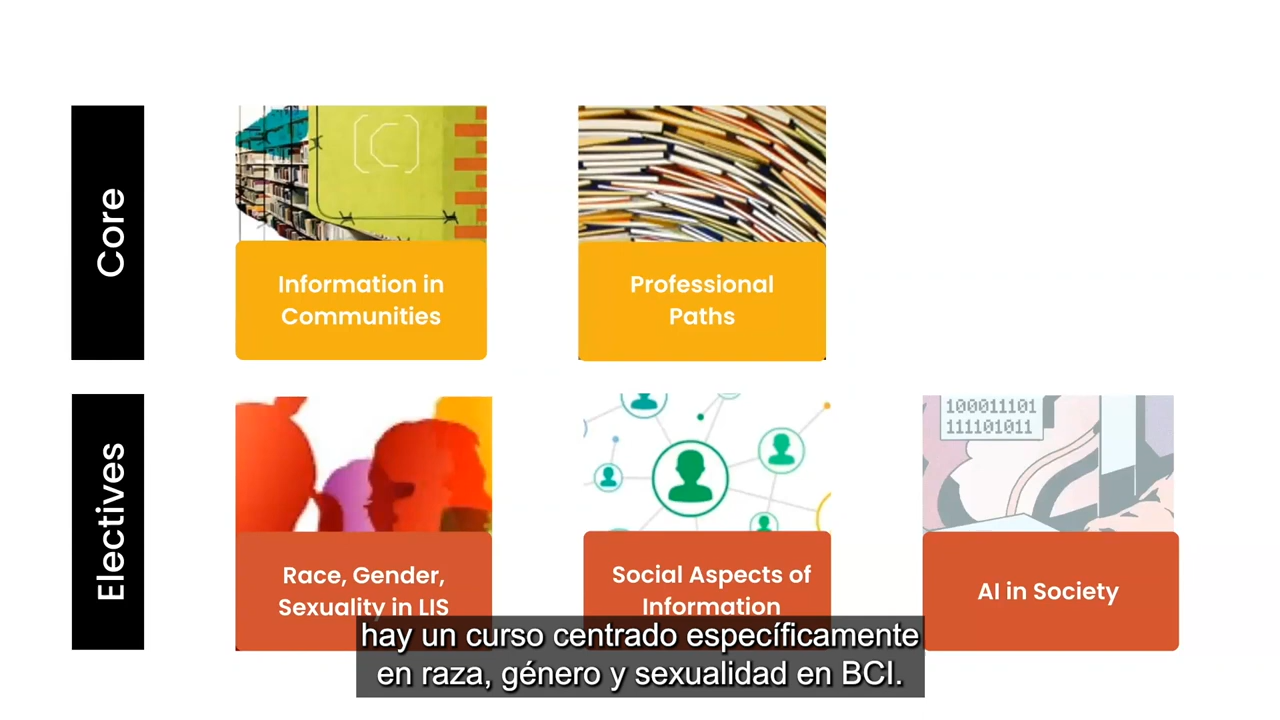 Core
Information in
Communities
Professional
Paths
Electives
Race, Gender,
Sexuality in LIS
Social Aspects of
Information
100011101
111101011
AI in Society
hay un curso centrado específicamente
en raza, género y sexualidad en BCI.